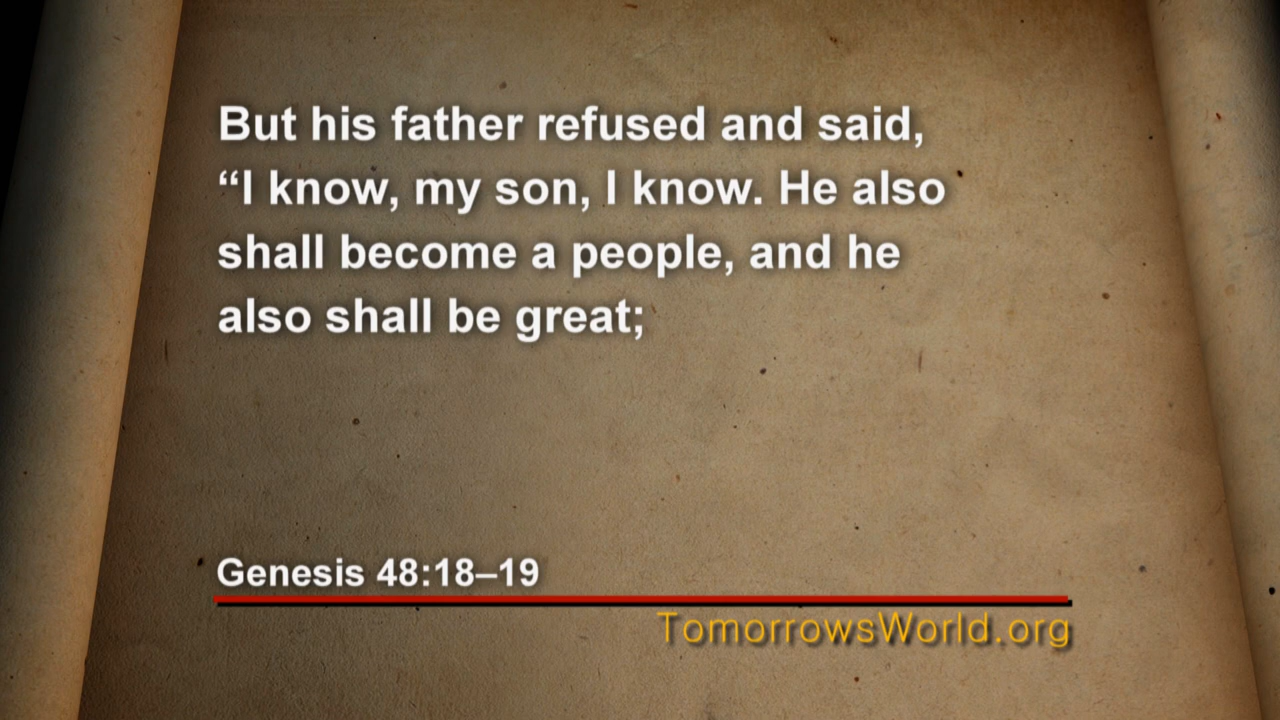 But his father refused and said,
“I know, my son, I know. He also
shall become a people, and he
also shall be great;
Genesis 48:18–19
TomorrowsWorld.org